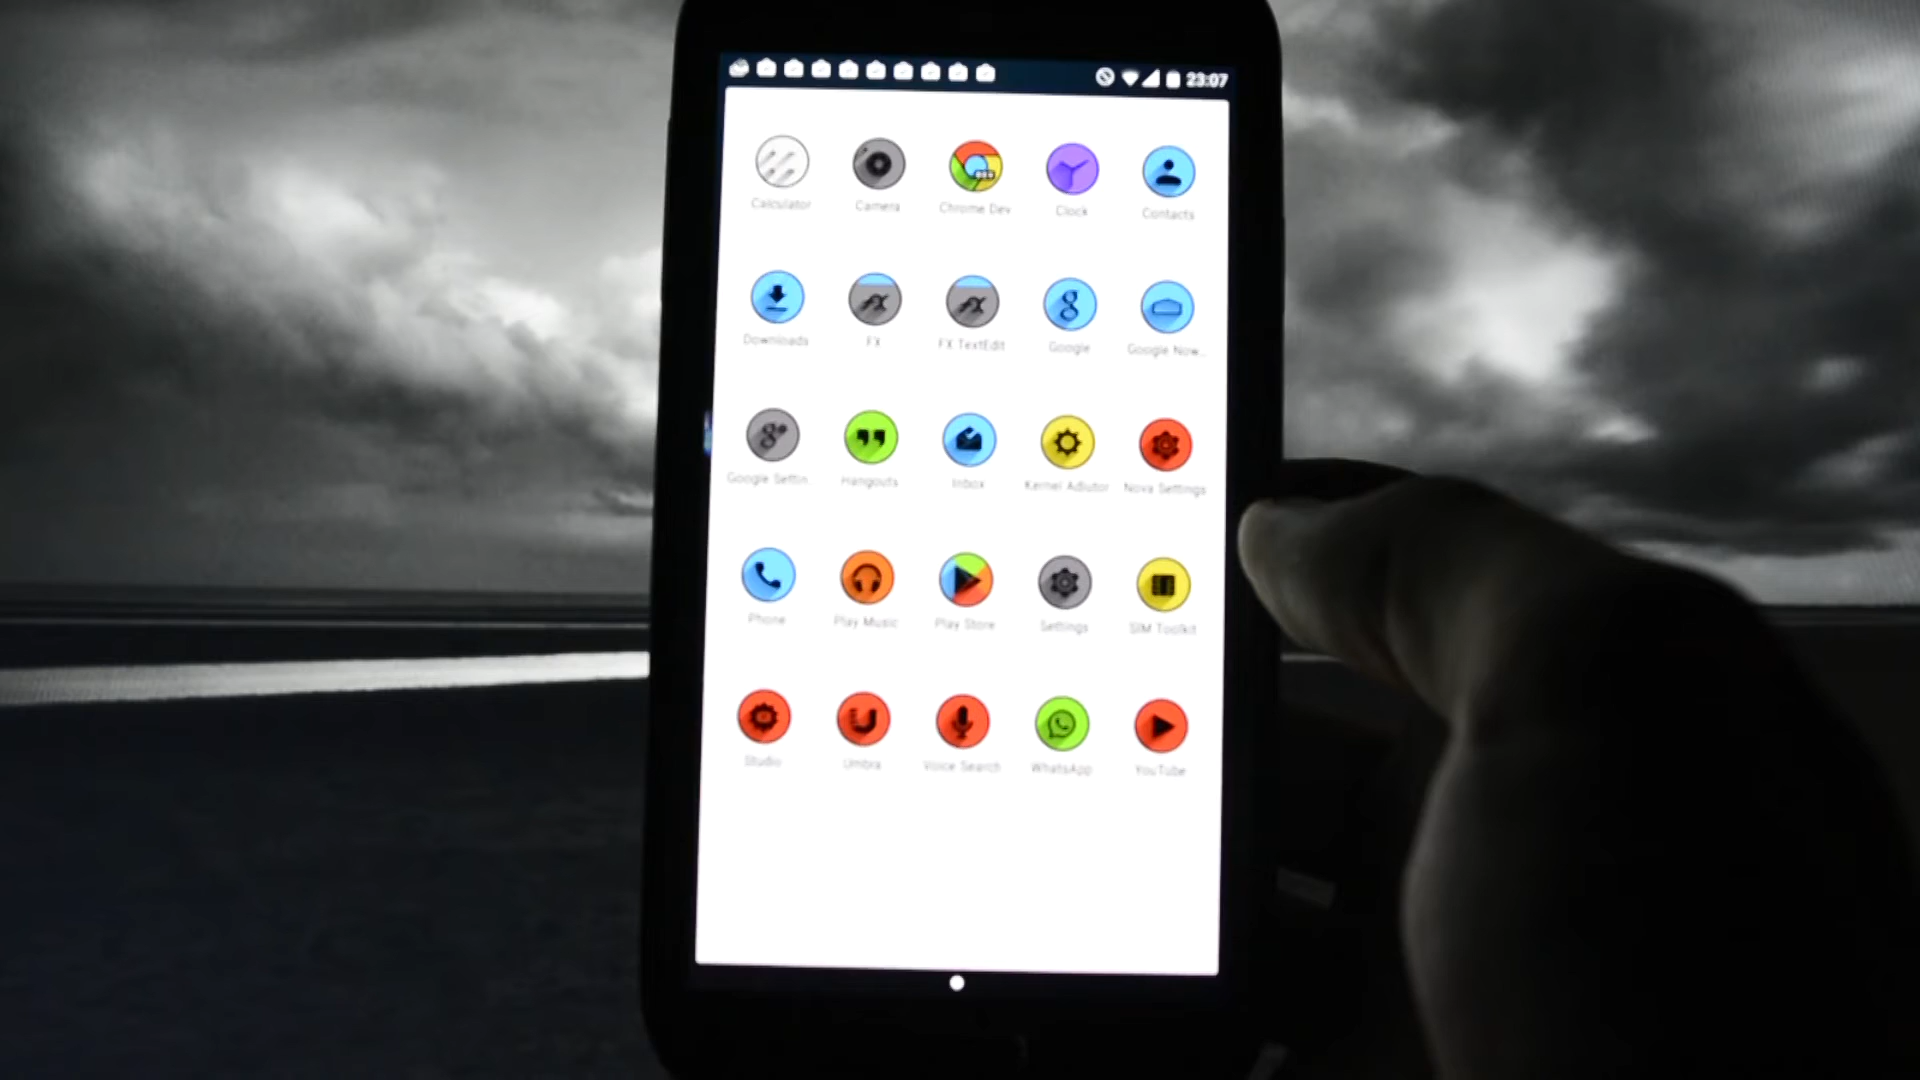 23:07
Calculator Camera Chrome Dev Clock Contacts
Downloads FX FX TextEdit Google Google Now...
Google Settin.. Hangouts Inbox Kernel Adiutor Nova Settings
Phone Play Music Play Store Settings SIM Toolkit
Studio Umbra Voice Search WhatsApp YouTube